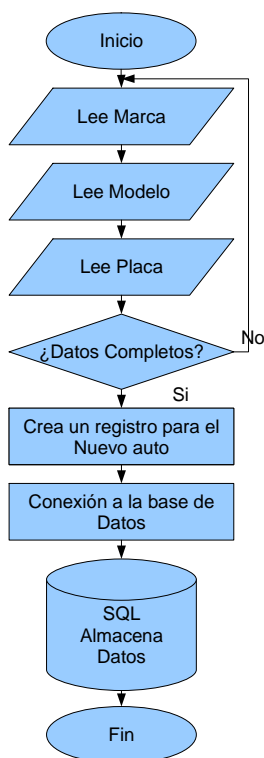 Inicio
Lee Marca
Lee Modelo
Lee Placa
¿Datos Completos?
No
Si
Crea un registro para el
Nuevo auto
Conexión a la base de
Datos
SQL
Almacena
Datos
Fin